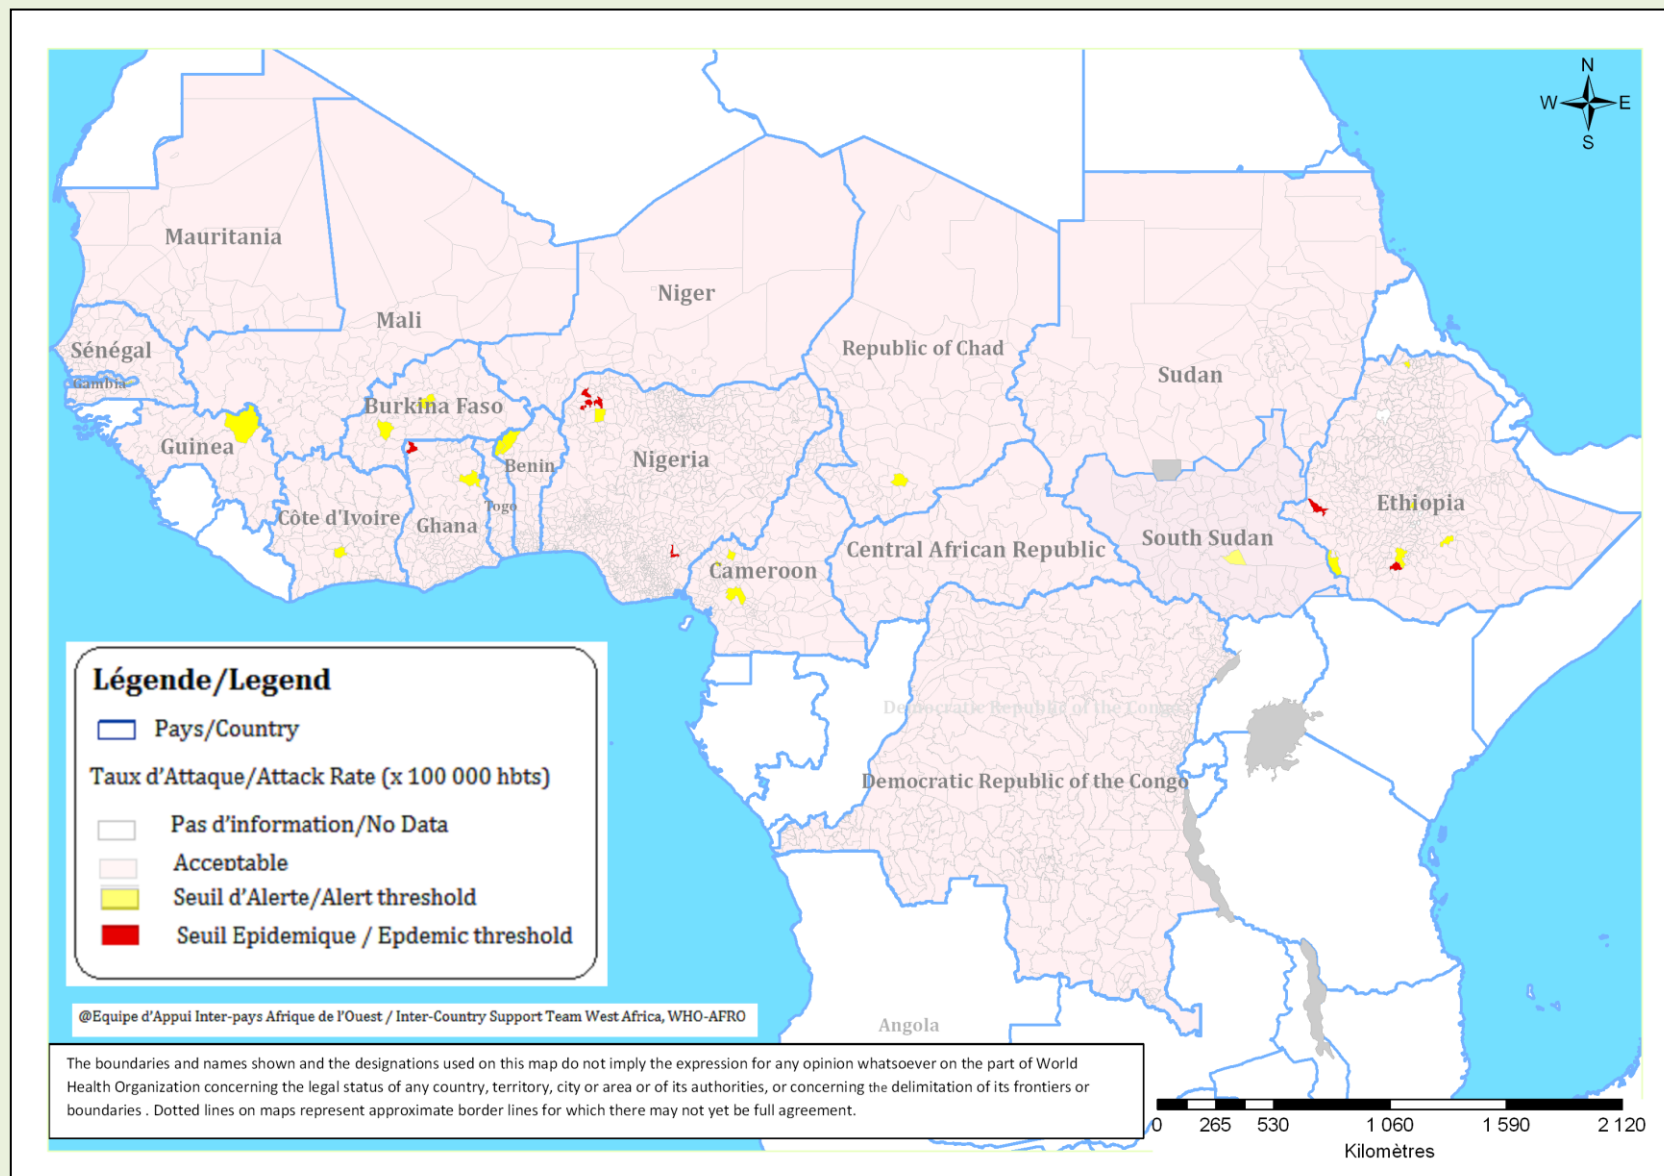 N
W
E
S
Mauritania
Mali
Niger
Republic of Chad
Sudan
Sénégal
Gambia
Burkina Faso
Guinea
Benin
Nigeria
Togo
Côte d'Ivoire
Ghana
Ethiopia
South Sudan
Central African Republic
Cameroon
Democratic Republic of the Congo
Democratic Republic of the Congo
Angola
Légende/Legend
Pays/Country
Taux d'Attaque/Attack Rate (x 100 000 hbts)
Pas d'information/No Data
Acceptable
Seuil d'Alerte/Alert threshold
Seuil Epidemique / Epdemic threshold
@Equipe d'Appui Inter-pays Afrique de l'Ouest / Inter-Country Support Team West Africa, WHO-AFRO
The boundaries and names shown and the designations used on this map do not imply the expression for any opinion whatsoever on the part of World
Health Organization concerning the legal status of any country, territory, city or area or of its authorities, or concerning the delimitation of its frontiers or
boundaries . Dotted lines on maps represent approximate border lines for which there may not yet be full agreement.
0 265 530 1 060 1 590 2 120
Kilomètres